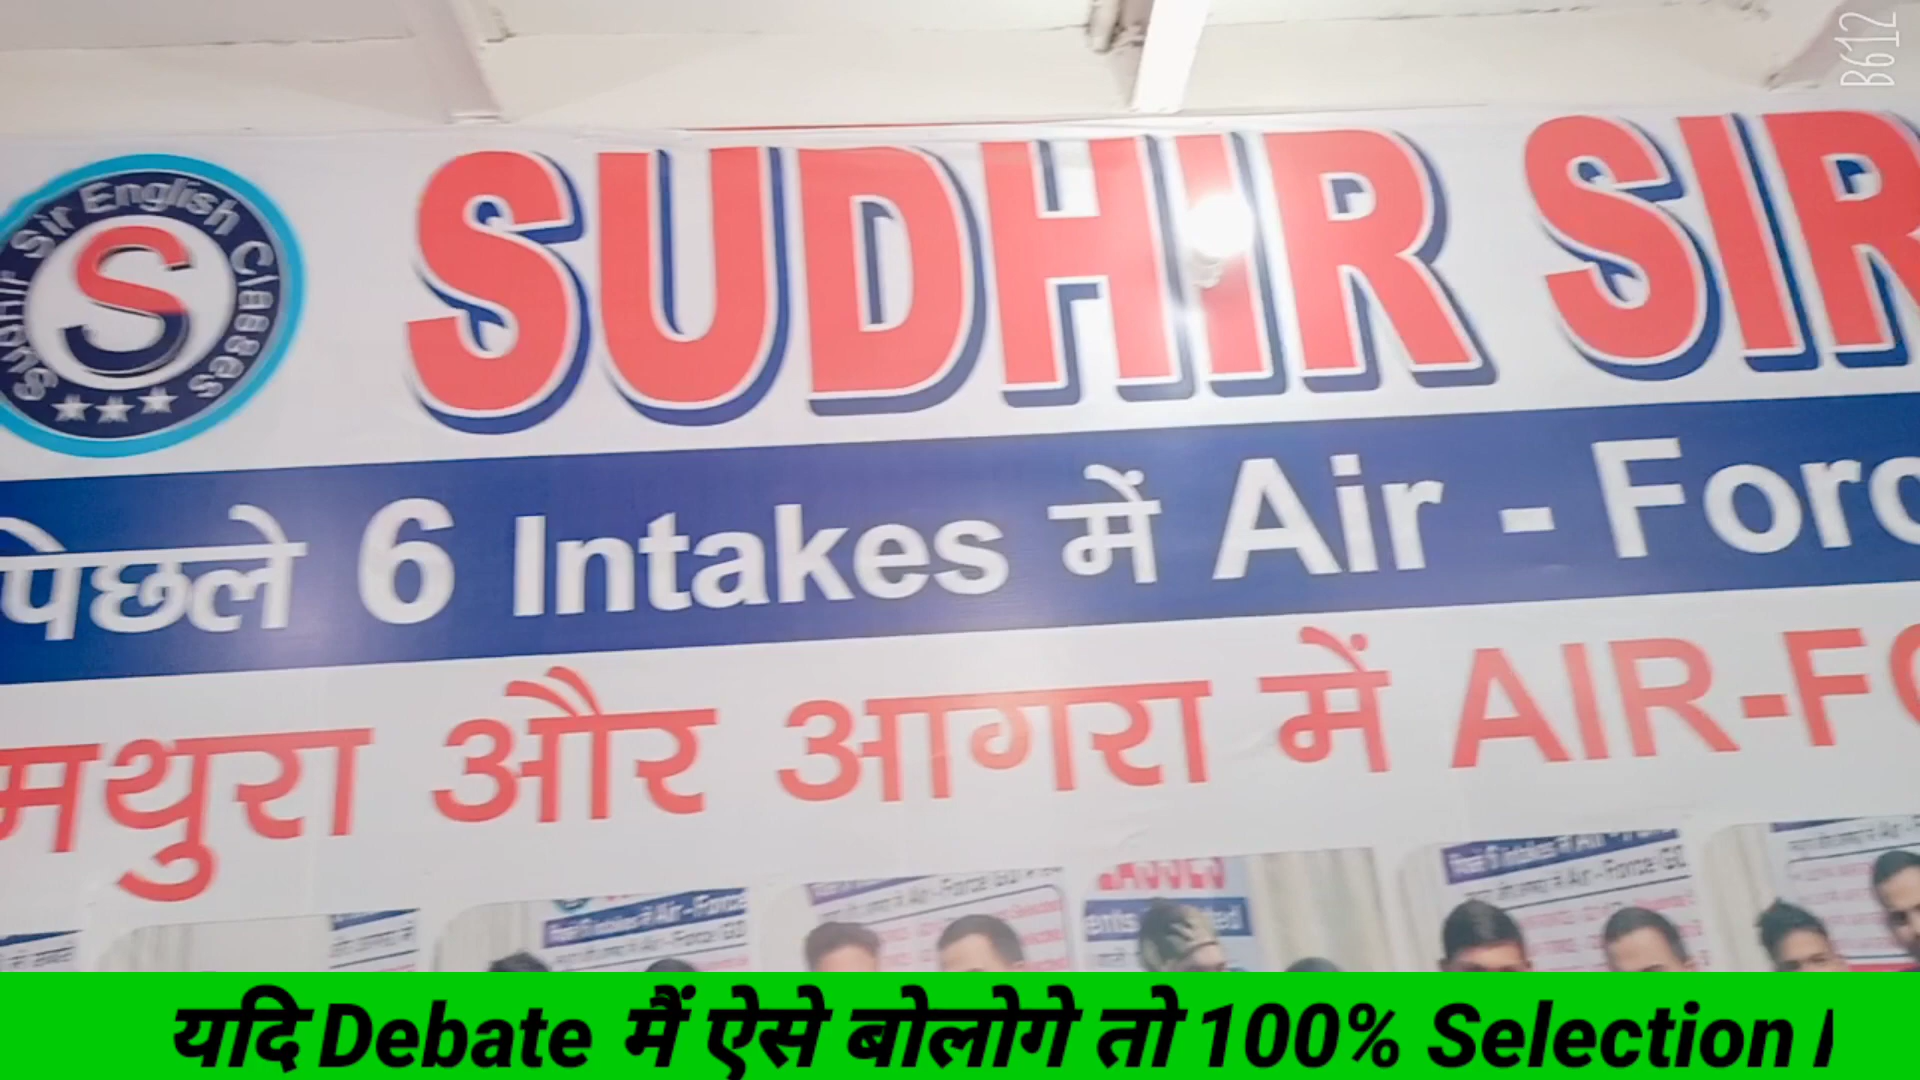 B612
Sudhir Sir English Classes
S
SUDHIR SIR
पिछले 6 Intakes में Air - Forc
मथुरा और आगरा में AIR-FO
यदि Debate मैं ऐसे बोलोगे तो 100% Selection